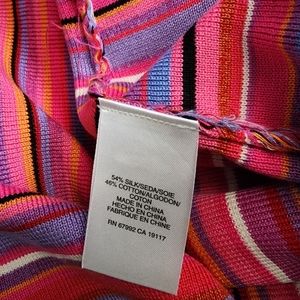 54% SILK/SEDA/SOIE
46% COTTON/ALGODON/
COTON
MADE IN CHINA
HECHO EN CHINA
FABRIQUE EN CHINE
RN 67992 CA 19117